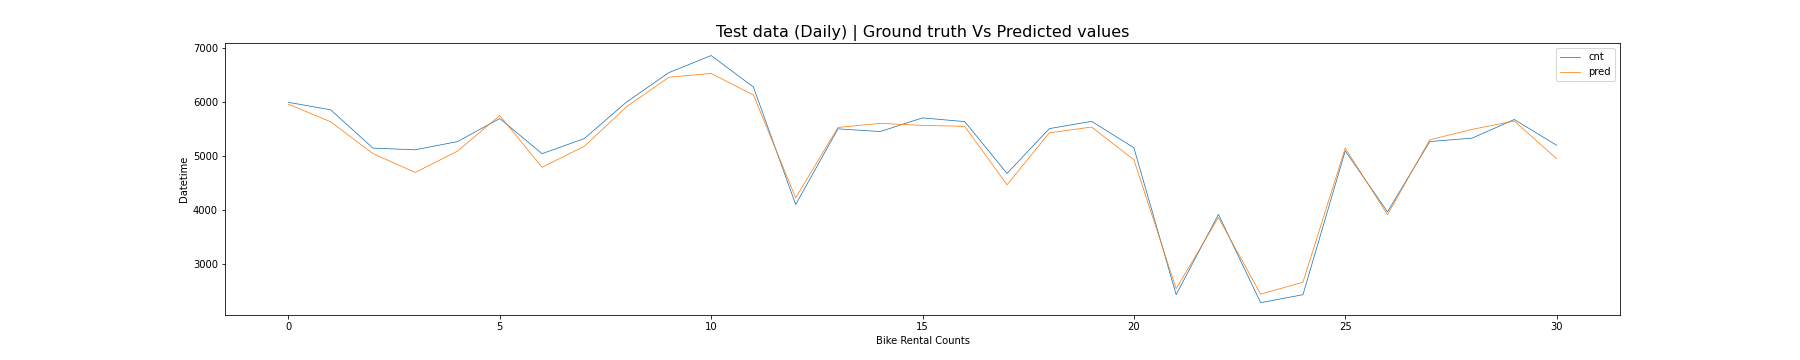 Test data (Daily) | Ground truth Vs Predicted values
7000
6000
5000
4000
3000
Datetime
cnt
pred
0 5 10 15 20 25 30
Bike Rental Counts